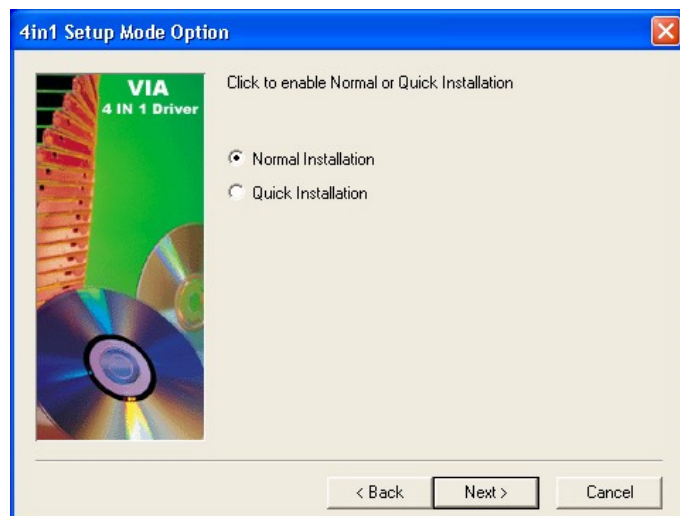 4in1 Setup Mode Option
VIA
4 IN 1 Driver
Click to enable Normal or Quick Installation
Normal Installation
Quick Installation
< Back
Next >
Cancel